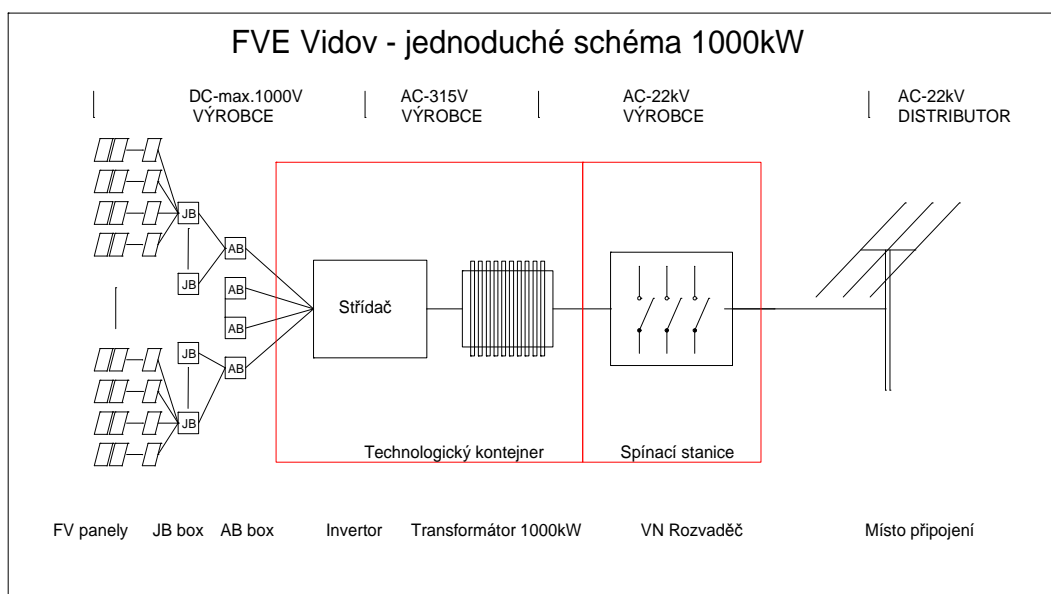 FVE Vidov - jednoduché schéma 1000kW
DC-max.1000V
VÝROBCE
AC-315V
VÝROBCE
AC-22kV
VÝROBCE
AC-22kV
DISTRIBUTOR
JB
AB
JB
AB
AB
JB
AB
JB
Střídač
Technologický kontejner
Spínací stanice
FV panely
JB box
AB box
Invertor
Transformátor 1000kW
VN Rozvaděč
Místo připojení